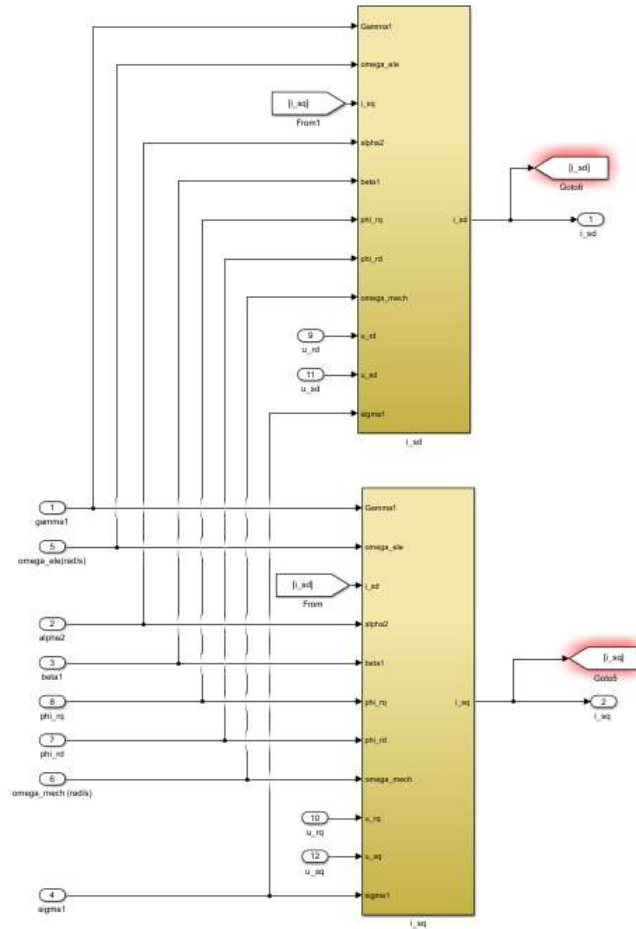 Gamma1
omega_ele
[i_sq]
i_sq
From1
alpha2
beta1
phi_rq
phi_rd
omega_mech
9
u_rd
u_rd
11
u_sd
u_sd
sigma1
i_sd
[i_sd]
Goto6
1
i_sd
i_sd
1
gamma1
Gamma1
5
omega_ele(rad/s)
omega_ele
[i_sd]
i_sd
From
2
alpha2
alpha2
3
beta1
beta1
8
phi_rq
phi_rq
7
phi_rd
phi_rd
6
omega_mech (rad/s)
omega_mech
10
u_rq
u_rq
12
u_sq
u_sq
4
sigma1
sigma1
i_sq
[i_sq]
Goto5
2
i_sq
i_sq